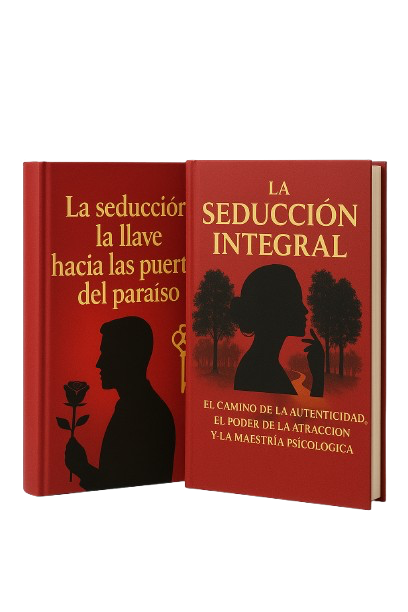 La seducción
la llave
hacia las puert
del paraíso
LA
SEDUCCIÓN
INTEGRAL
EL CAMINO DE LA AUTENTICIDAD,
EL PODER DE LA ATRACCION
Y LA MAESTRÍA PSICOLOGICA